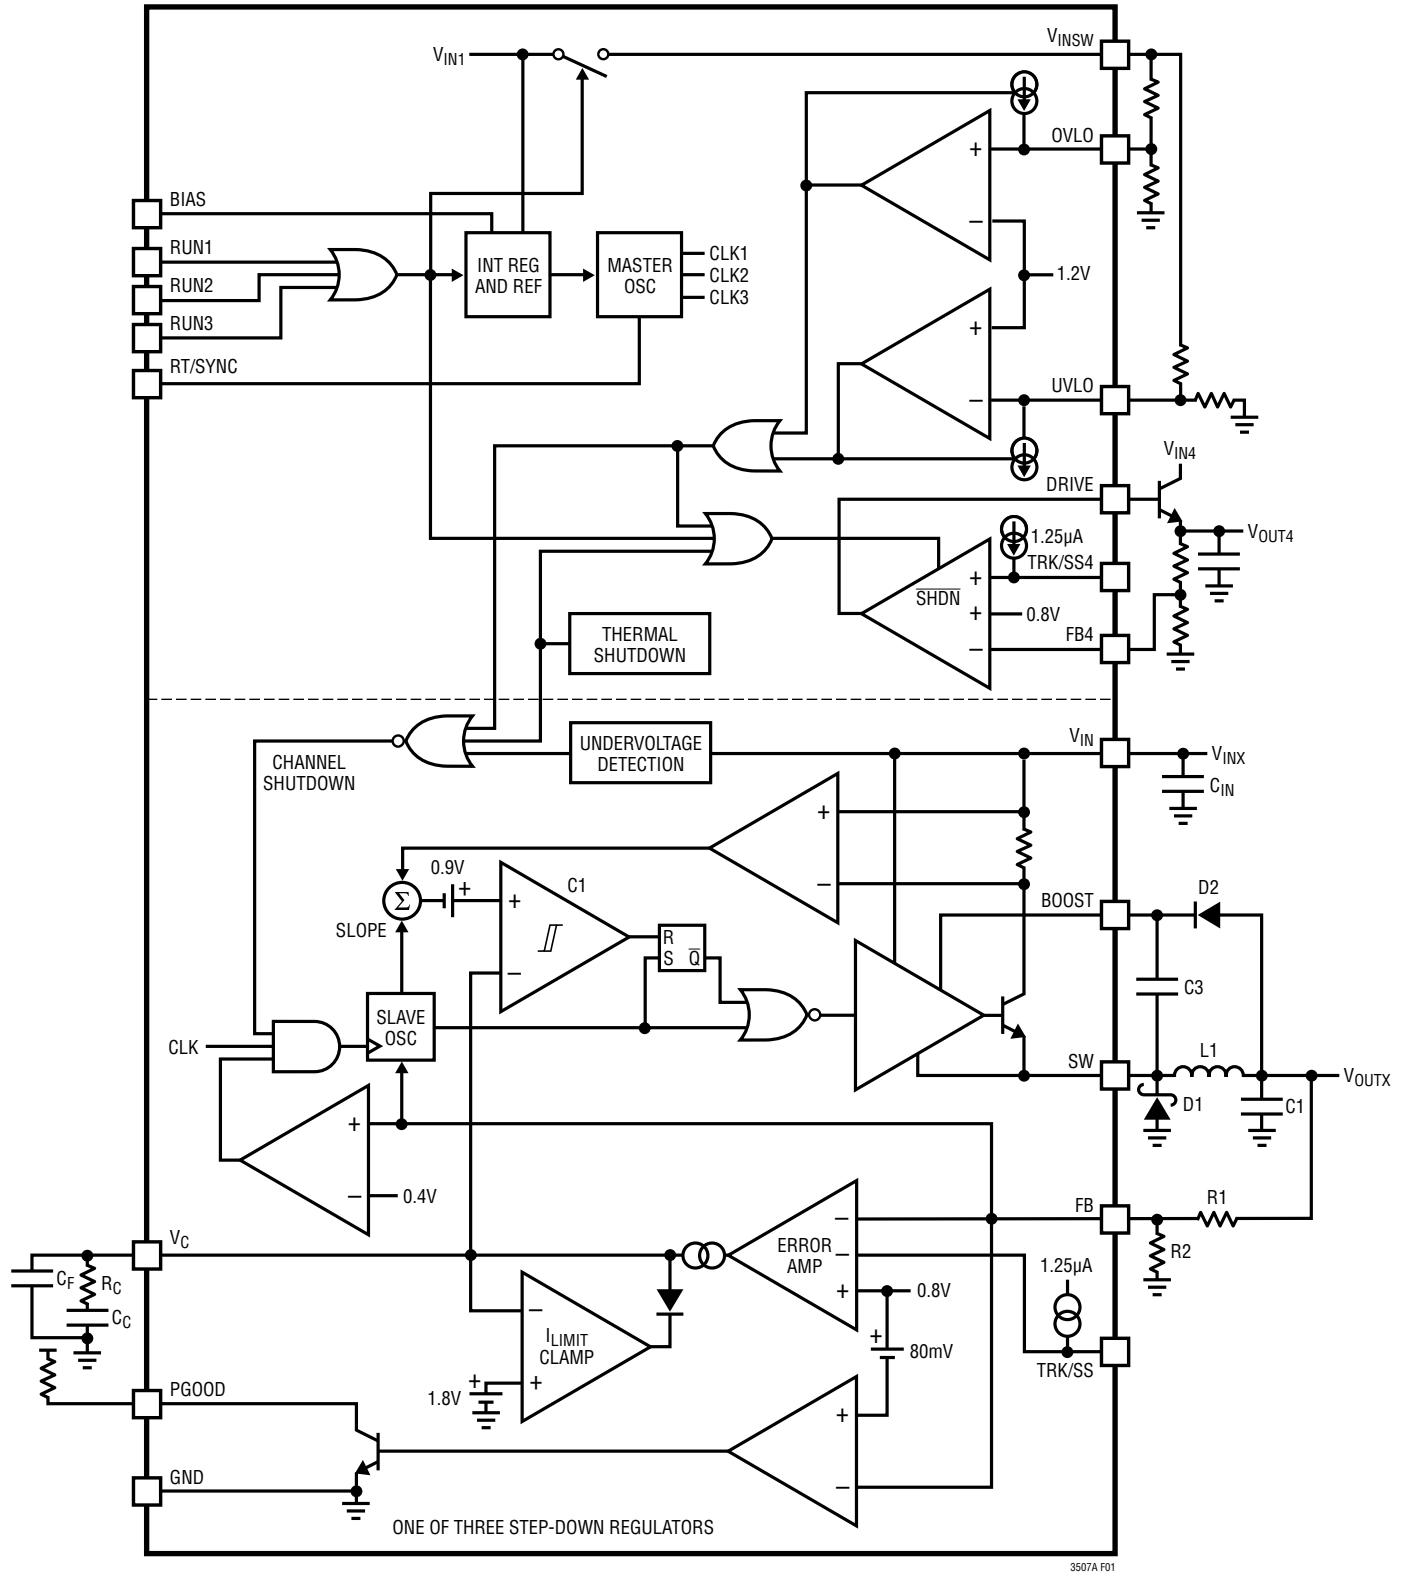 VIN1
VINSW
OVLO
+
−
1.2V
+
−
UVLO
BIAS
RUN1
RUN2
RUN3
RT/SYNC
INT REG
AND REF
MASTER
OSC
CLK1
CLK2
CLK3
VIN4
DRIVE
1.25µA
TRK/SS4
VOUT4
SHDN
+
+
0.8V
−
FB4
THERMAL
SHUTDOWN
VIN
VINX
CIN
UNDERVOLTAGE
DETECTION
CHANNEL
SHUTDOWN
+
−
0.9V
+
Σ
SLOPE
C1
+
−
R
S Q
BOOST
D2
C3
SLAVE
OSC
CLK
SW
L1
VOUTX
D1
C1
+
−
0.4V
FB
R1
R2
VC
CF
RC
CC
ERROR
AMP
−
−
+
0.8V
1.25µA
+
80mV
TRK/SS
−
ILIMIT
CLAMP
+
1.8V
+
PGOOD
+
−
GND
ONE OF THREE STEP-DOWN REGULATORS
3507A F01